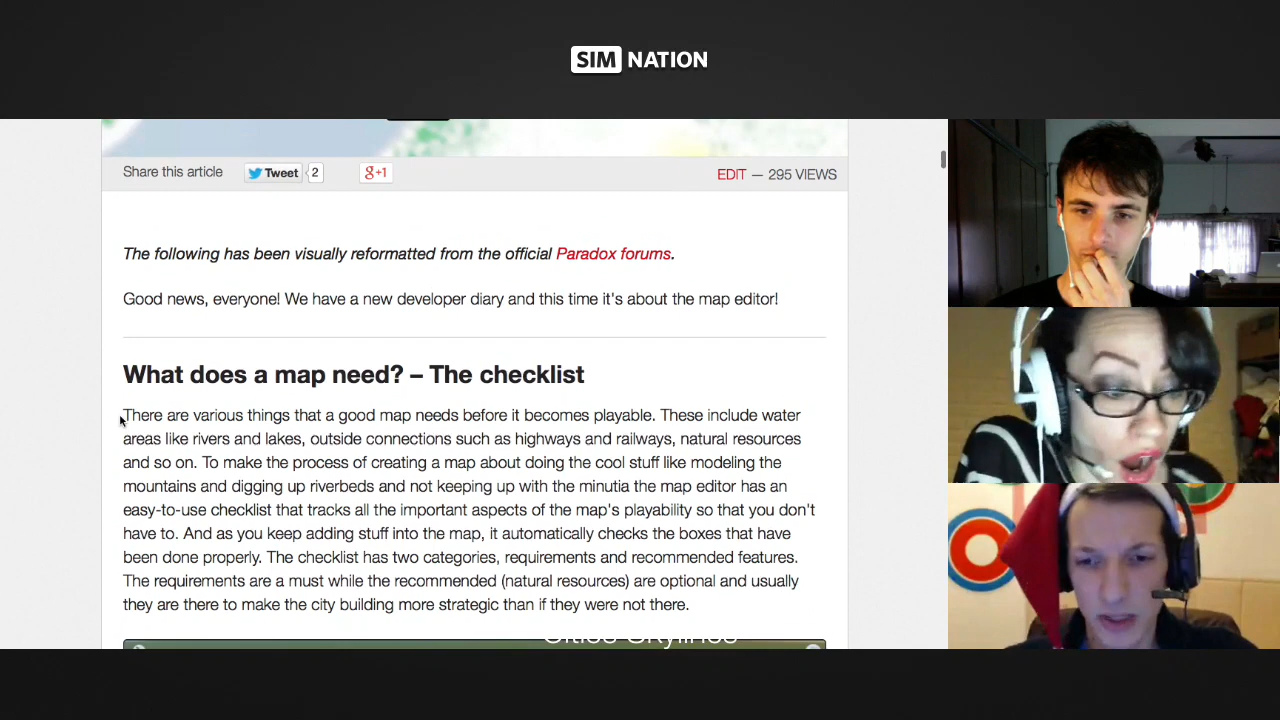 SIM NATION
Share this article Tweet 2 g+1 EDIT — 295 VIEWS
The following has been visually reformatted from the official Paradox forums.
Good news, everyone! We have a new developer diary and this time it's about the map editor!
What does a map need? – The checklist
There are various things that a good map needs before it becomes playable. These include water
areas like rivers and lakes, outside connections such as highways and railways, natural resources
and so on. To make the process of creating a map about doing the cool stuff like modeling the
mountains and digging up riverbeds and not keeping up with the minutia the map editor has an
easy-to-use checklist that tracks all the important aspects of the map's playability so that you don't
have to. And as you keep adding stuff into the map, it automatically checks the boxes that have
been done properly. The checklist has two categories, requirements and recommended features.
The requirements are a must while the recommended (natural resources) are optional and usually
they are there to make the city building more strategic than if they were not there.
Cities Skylines